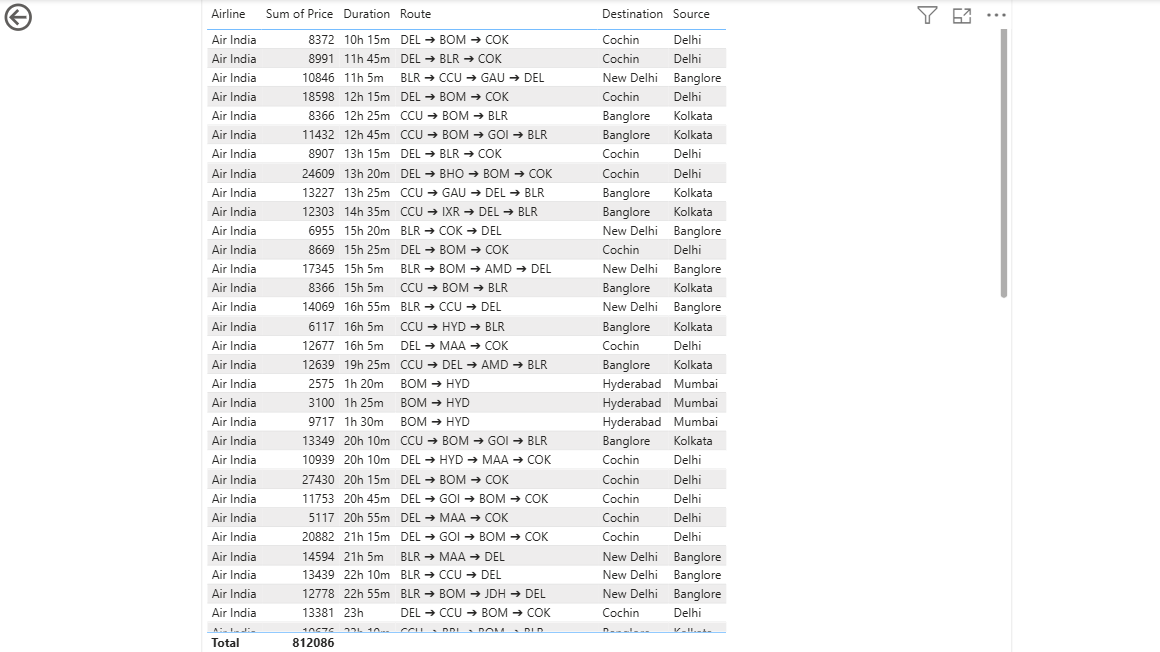 Airline Sum of Price Duration Route Destination Source
Air India 8372 10h 15m DEL → BOM → COK Cochin Delhi
Air India 8991 11h 45m DEL → BLR → COK Cochin Delhi
Air India 10846 11h 5m BLR → CCU → GAU → DEL New Delhi Banglore
Air India 18598 12h 15m DEL → BOM → COK Cochin Delhi
Air India 8366 12h 25m CCU → BOM → BLR Banglore Kolkata
Air India 11432 12h 45m CCU → BOM → GOI → BLR Banglore Kolkata
Air India 8907 13h 15m DEL → BLR → COK Cochin Delhi
Air India 24609 13h 20m DEL → BHO → BOM → COK Cochin Delhi
Air India 13227 13h 25m CCU → GAU → DEL → BLR Banglore Kolkata
Air India 12303 14h 35m CCU → IXR → DEL → BLR Banglore Kolkata
Air India 6955 15h 20m BLR → COK → DEL New Delhi Banglore
Air India 8669 15h 25m DEL → BOM → COK Cochin Delhi
Air India 17345 15h 5m BLR → BOM → AMD → DEL New Delhi Banglore
Air India 8366 15h 5m CCU → BOM → BLR Banglore Kolkata
Air India 14069 16h 55m BLR → CCU → DEL New Delhi Banglore
Air India 6117 16h 5m CCU → HYD → BLR Banglore Kolkata
Air India 12677 16h 5m DEL → MAA → COK Cochin Delhi
Air India 12639 19h 25m CCU → DEL → AMD → BLR Banglore Kolkata
Air India 2575 1h 20m BOM → HYD Hyderabad Mumbai
Air India 3100 1h 25m BOM → HYD Hyderabad Mumbai
Air India 9717 1h 30m BOM → HYD Hyderabad Mumbai
Air India 13349 20h 10m CCU → BOM → GOI → BLR Banglore Kolkata
Air India 10939 20h 10m DEL → HYD → MAA → COK Cochin Delhi
Air India 27430 20h 15m DEL → BOM → COK Cochin Delhi
Air India 11753 20h 45m DEL → GOI → BOM → COK Cochin Delhi
Air India 5117 20h 55m DEL → MAA → COK Cochin Delhi
Air India 20882 21h 15m DEL → GOI → BOM → COK Cochin Delhi
Air India 14594 21h 5m BLR → MAA → DEL New Delhi Banglore
Air India 13439 22h 10m BLR → CCU → DEL New Delhi Banglore
Air India 12778 22h 55m BLR → BOM → JDH → DEL New Delhi Banglore
Air India 13381 23h DEL → CCU → BOM → COK Cochin Delhi
Total 812086